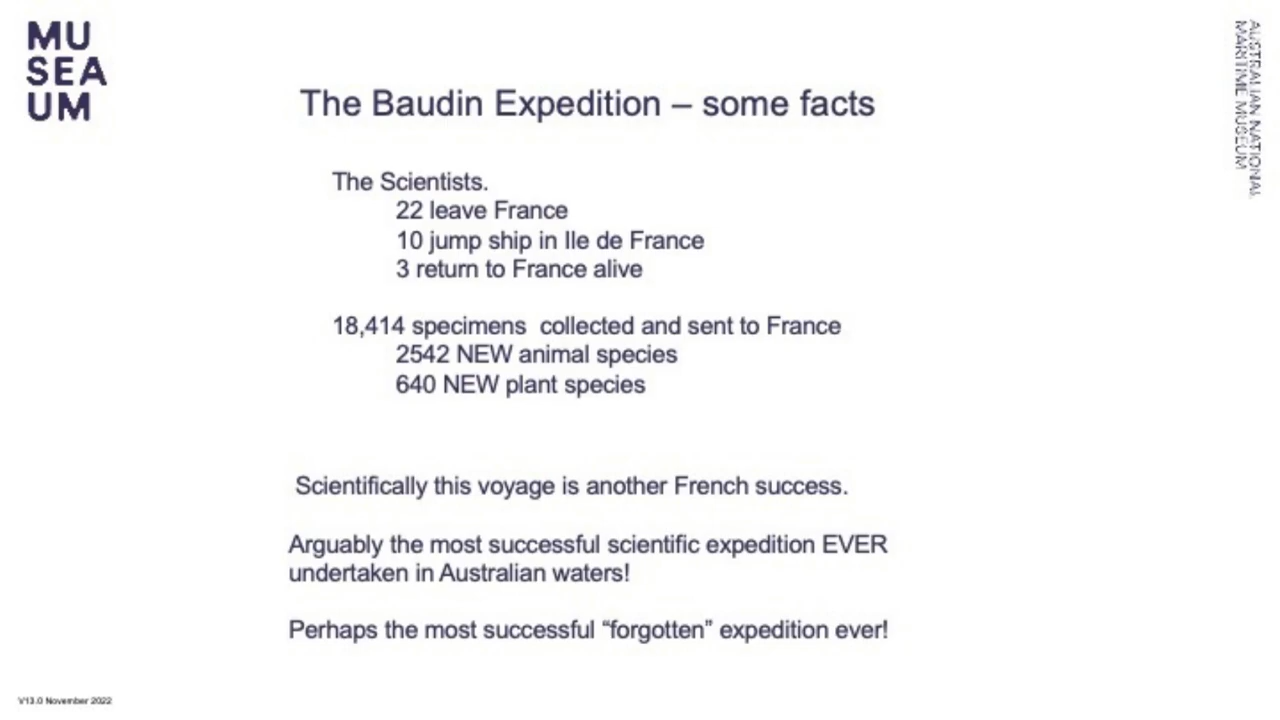 MU
SEA
UM
AUSTRALIAN NATIONAL
MARITIME MUSEUM
The Baudin Expedition – some facts
The Scientists.
22 leave France
10 jump ship in Ile de France
3 return to France alive
18,414 specimens  collected and sent to France
2542 NEW animal species
640 NEW plant species
Scientifically this voyage is another French success.
Arguably the most successful scientific expedition EVER
undertaken in Australian waters!
Perhaps the most successful “forgotten” expedition ever!
V13.0 November 2022